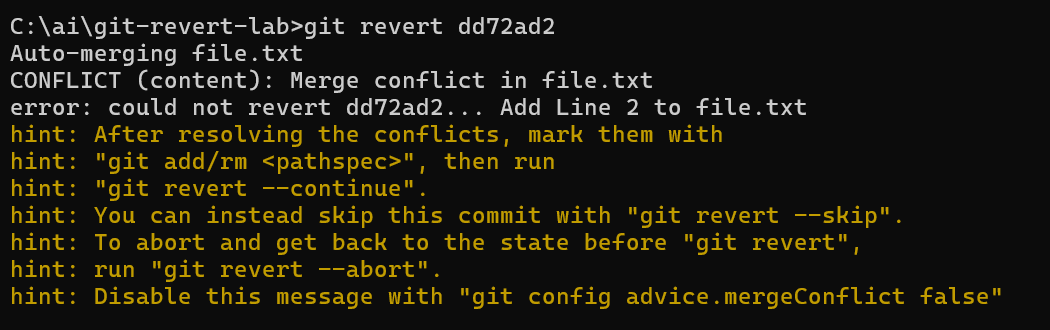 C:\ai\git-revert-lab>git revert dd72ad2
Auto-merging file.txt
CONFLICT (content): Merge conflict in file.txt
error: could not revert dd72ad2... Add Line 2 to file.txt
hint: After resolving the conflicts, mark them with
hint: "git add/rm <pathspec>", then run
hint: "git revert --continue".
hint: You can instead skip this commit with "git revert --skip".
hint: To abort and get back to the state before "git revert",
hint: run "git revert --abort".
hint: Disable this message with "git config advice.mergeConflict false"